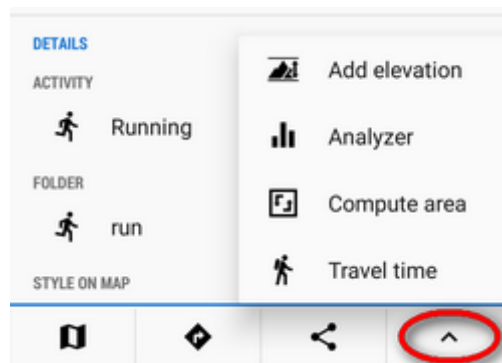 DETAILS
ACTIVITY
Running
FOLDER
run
STYLE ON MAP
Add elevation
Analyzer
Compute area
Travel time